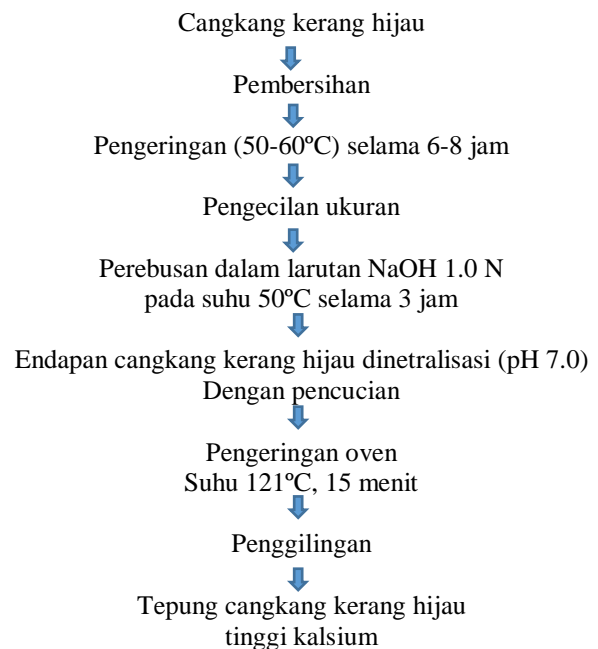 Cangkang kerang hijau
Pembersihan
Pengeringan (50-60ºC) selama 6-8 jam
Pengecilan ukuran
Perebusan dalam larutan NaOH 1.0 N
pada suhu 50ºC selama 3 jam
Endapan cangkang kerang hijau dinetralisasi (pH 7.0)
Dengan pencucian
Pengeringan oven
Suhu 121ºC, 15 menit
Penggilingan
Tepung cangkang kerang hijau
tinggi kalsium